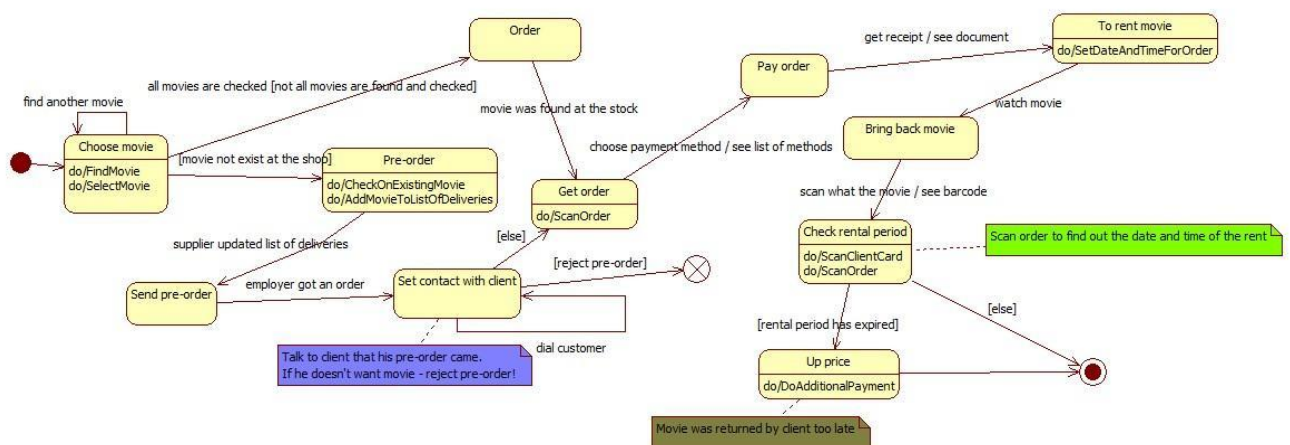 Order
To rent movie
do/SetDateAndTimeForOrder
get receipt / see document
Pay order
all movies are checked [not all movies are found and checked]
find another movie
movie was found at the stock
watch movie
Bring back movie
Choose movie
do/FindMovie
do/SelectMovie
[movie not exist at the shop]
Pre-order
do/CheckOnExistingMovie
do/AddMovieToListOfDeliveries
choose payment method / see list of methods
Get order
do/ScanOrder
scan what the movie / see barcode
[else]
Check rental period
do/ScanClientCard
do/ScanOrder
Scan order to find out the date and time of the rent
supplier updated list of deliveries
[reject pre-order]
Send pre-order
employer got an order
Set contact with client
[else]
[rental period has expired]
dial customer
Talk to client that his pre-order came.
If he doesn't want movie - reject pre-order!
Up price
do/DoAdditionalPayment
Movie was returned by client too late